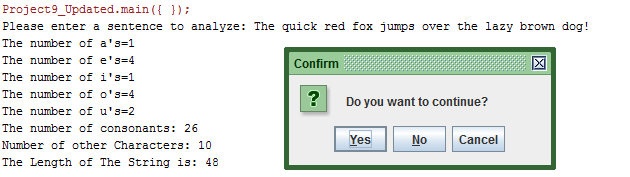 Project9_Updated.main({ });
Please enter a sentence to analyze: The quick red fox jumps over the lazy brown dog!
The number of a's=1
The number of e's=4
The number of i's=1
The number of o's=4
The number of u's=2
The number of consonants: 26
Number of other Characters: 10
The Length of The String is: 48
Confirm
?
Do you want to continue?
Yes No Cancel